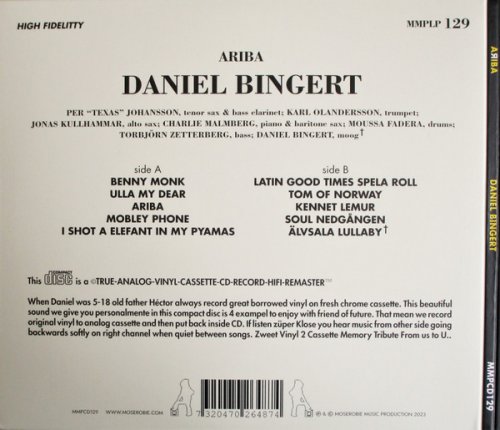 HIGH FIDELITTY
MMPLP 129
ARIBA
DANIEL BINGERT
PER “TEXAS” JOHANSSON, tenor sax & bass clarinet; KARL OLANDERSSON, trumpet;
JONAS KULLHAMMAR, alto sax; CHARLIE MALMBERG, piano & baritone sax; MOUSSA FADERA, drums;
TORBJÖRN ZETTERBERG, bass; DANIEL BINGERT, moog†
side A
BENNY MONK
ULLA MY DEAR
ARIBA
MOBLEY PHONE
I SHOT A ELEFANT IN MY PYAMAS
side B
LATIN GOOD TIMES SPELA ROLL
TOM OF NORWAY
KENNET LEMUR
SOUL NEDGÅNGEN
ÄLVSALA LULLABY†
This COMPACT disc is a ©TRUE-ANALOG-VINYL-CASSETTE-CD-RECORD-HIFI-REMASTER™
When Daniel was 5-18 old father Héctor always record great borrowed vinyl on fresh chrome cassette. This beautiful
sound we give you personalmente in this compact disc is 4 exampel to enjoy with friend of future. That mean we record
original vinyl to analog cassette and then put back inside CD. If listen züper Klose you hear music from other side going
backwards softly on right channel when quiet between songs. Zweet Vinyl 2 Cassette Memory Tribute From us to U..
MMPCD129
WWW.MOSEROBIE.COM
7 320470 264874
℗ & © MOSEROBIE MUSIC PRODUCTION 2023
AЯIBA
DANIEL BINGERT
MMPCD129